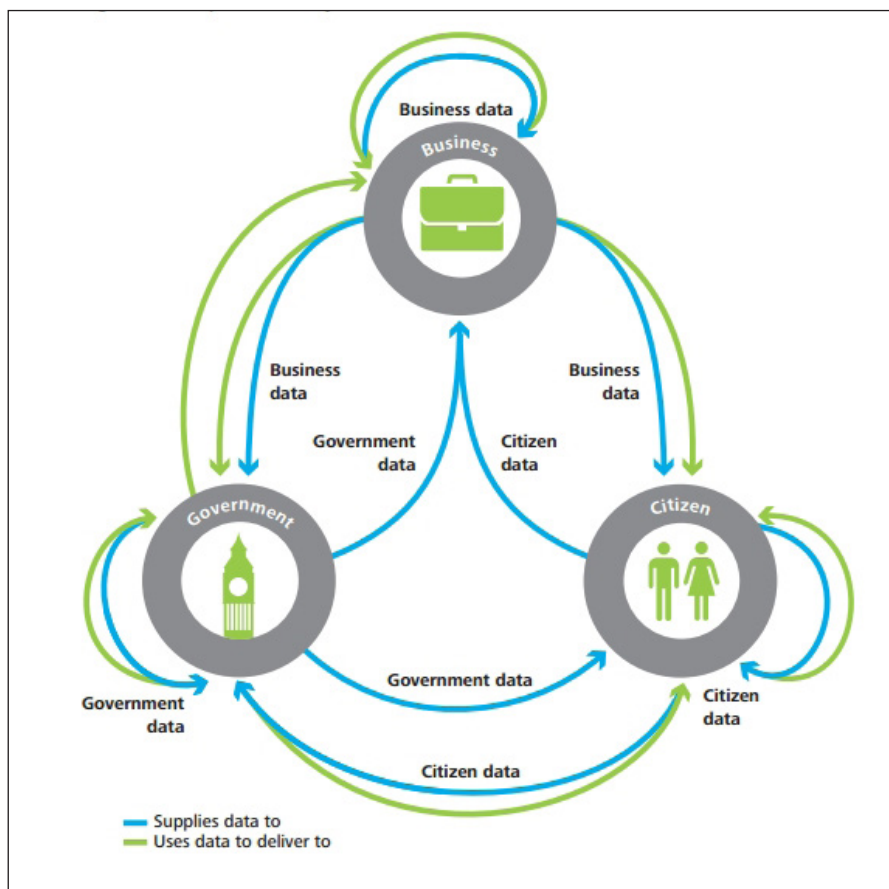 Business data
Business
Business
data
Business
data
Government
data
Citizen
data
Government
Citizen
Government data
Government
data
Citizen
data
Citizen data
Supplies data to
Uses data to deliver to